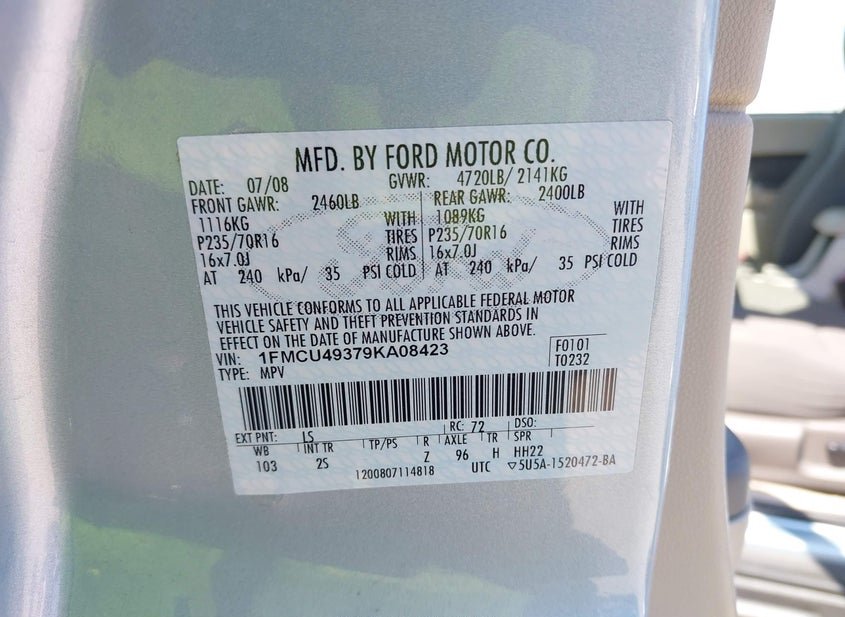 MFD. BY FORD MOTOR CO.
DATE: 07/08 GVWR: 4720LB/ 2141KG
FRONT GAWR: 2460LB REAR GAWR: 2400LB
1116KG WITH 1089KG WITH
P235/70R16 TIRES P235/70R16 TIRES
16x7.0J RIMS 16x7.0J RIMS
AT 240 kPa/ 35 PSI COLD AT 240 kPa/ 35 PSI COLD
Ford
THIS VEHICLE CONFORMS TO ALL APPLICABLE FEDERAL MOTOR
VEHICLE SAFETY AND THEFT PREVENTION STANDARDS IN
EFFECT ON THE DATE OF MANUFACTURE SHOWN ABOVE.
VIN: 1FMCU49379KA08423 F0101
TYPE: MPV T0232
EXT PNT: LS RC: 72 DSO:
WB INT TR TP/PS R AXLE TR SPR
103 2S Z 96 H HH22
1200807114818 UTC ▽5U5A-1520472-BA